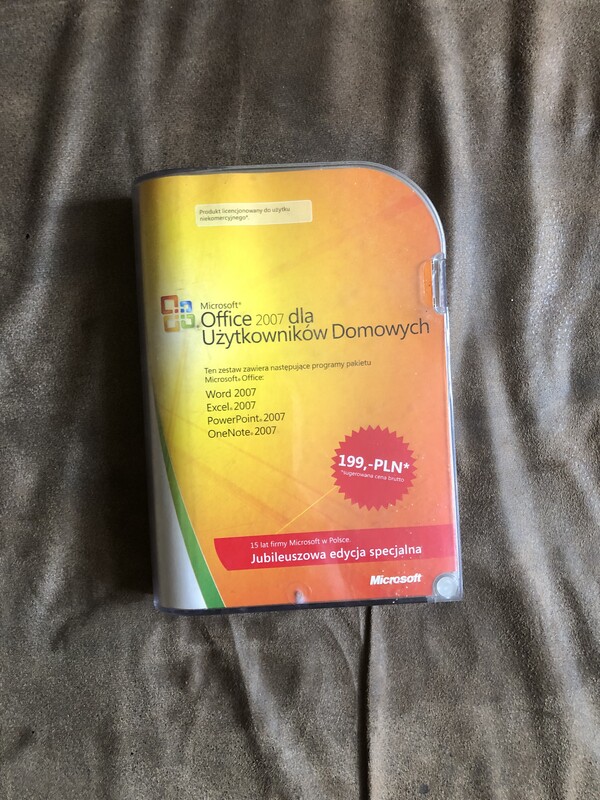 Produkt licencjonowany do użytku
niekomercyjnego*.
Microsoft®
Office 2007 dla
Użytkowników Domowych
Ten zestaw zawiera następujące programy pakietu
Microsoft® Office:
Word 2007
Excel® 2007
PowerPoint® 2007
OneNote® 2007
199,-PLN*
*sugerowana cena brutto
15 lat firmy Microsoft w Polsce.
Jubileuszowa edycja specjalna
Microsoft